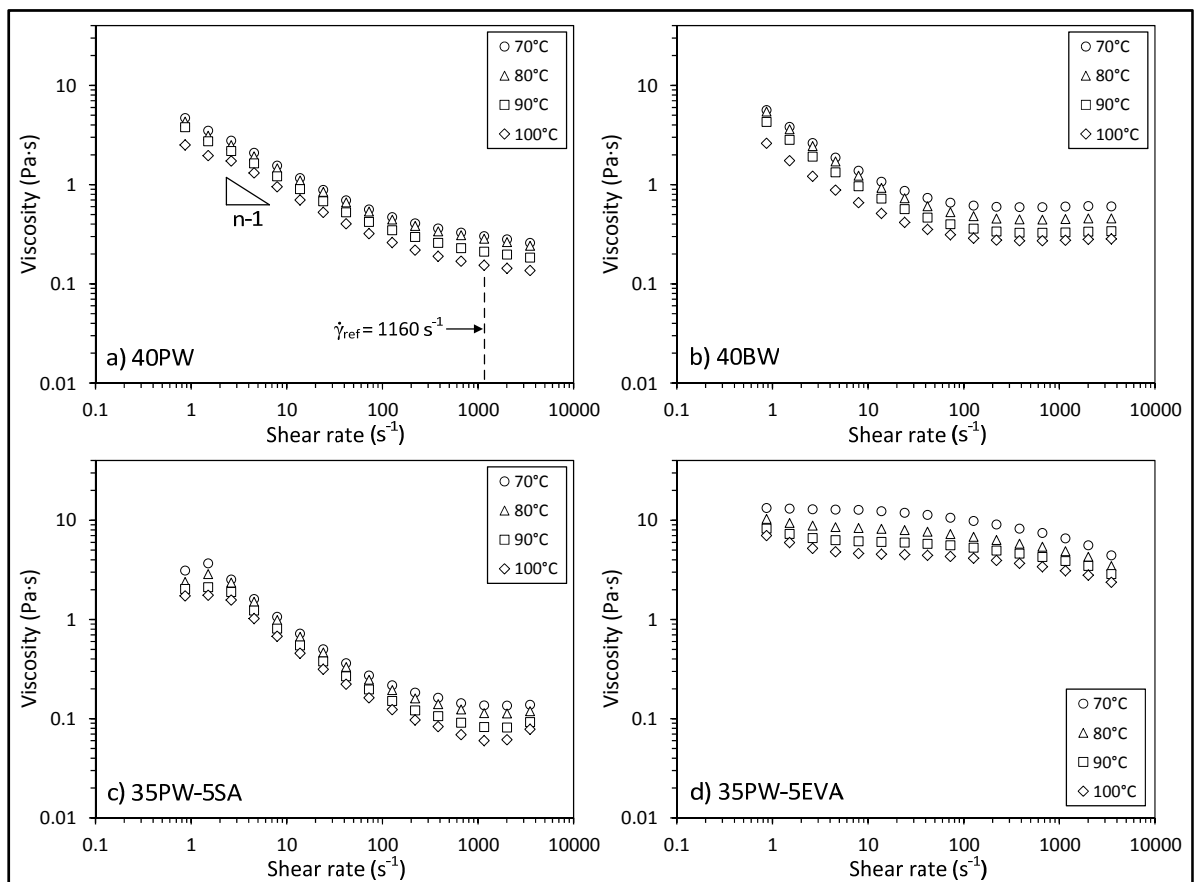 10
1
0.1
0.01
Viscosity (Pa·s)
70°C
80°C
90°C
100°C
n-1
γ̇ref = 1160 s-1
a) 40PW
0.1 1 10 100 1000 10000
Shear rate (s-1)
10
1
0.1
0.01
Viscosity (Pa·s)
70°C
80°C
90°C
100°C
b) 40BW
0.1 1 10 100 1000 10000
Shear rate (s-1)
10
1
0.1
0.01
Viscosity (Pa·s)
70°C
80°C
90°C
100°C
c) 35PW-5SA
0.1 1 10 100 1000 10000
Shear rate (s-1)
10
1
0.1
0.01
Viscosity (Pa·s)
70°C
80°C
90°C
100°C
d) 35PW-5EVA
0.1 1 10 100 1000 10000
Shear rate (s-1)